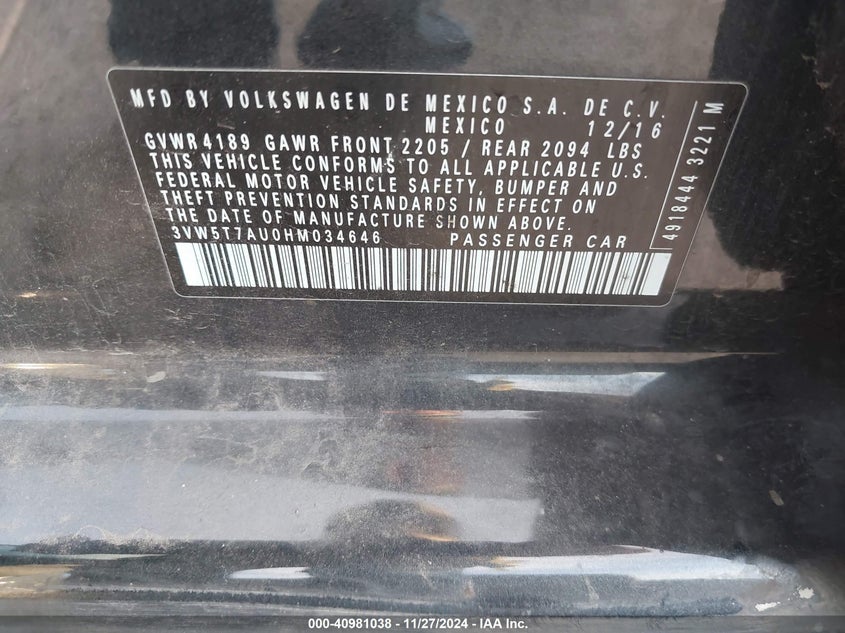 MFD BY VOLKSWAGEN DE MEXICO S.A. DE C.V.
MEXICO 12/16
GVWR 4189 GAWR FRONT 2205 / REAR 2094 LBS
THIS VEHICLE CONFORMS TO ALL APPLICABLE U.S.
FEDERAL MOTOR VEHICLE SAFETY, BUMPER AND
THEFT PREVENTION STANDARDS IN EFFECT ON
THE DATE OF MANUFACTURE SHOWN ABOVE.
3VW5T7AU0HM034646 PASSENGER CAR
4918444 3221 M
000-40981038 - 11/27/2024 - © IAA Inc.